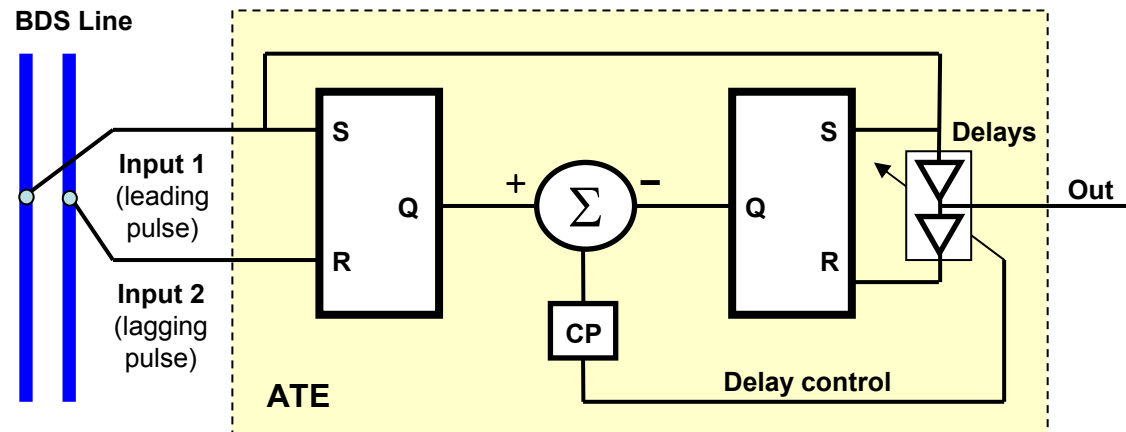 BDS Line
S
S
Delays
Input 1
(leading
pulse)
+
Σ
−
Out
Q
Q
R
R
Input 2
(lagging
pulse)
CP
Delay control
ATE